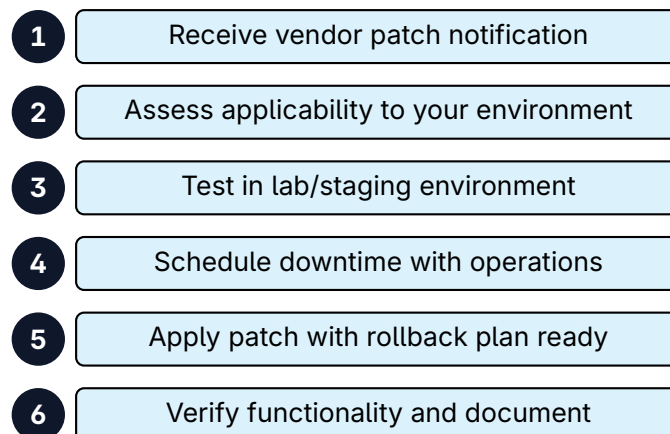 1 Receive vendor patch notification
2 Assess applicability to your environment
3 Test in lab/staging environment
4 Schedule downtime with operations
5 Apply patch with rollback plan ready
6 Verify functionality and document